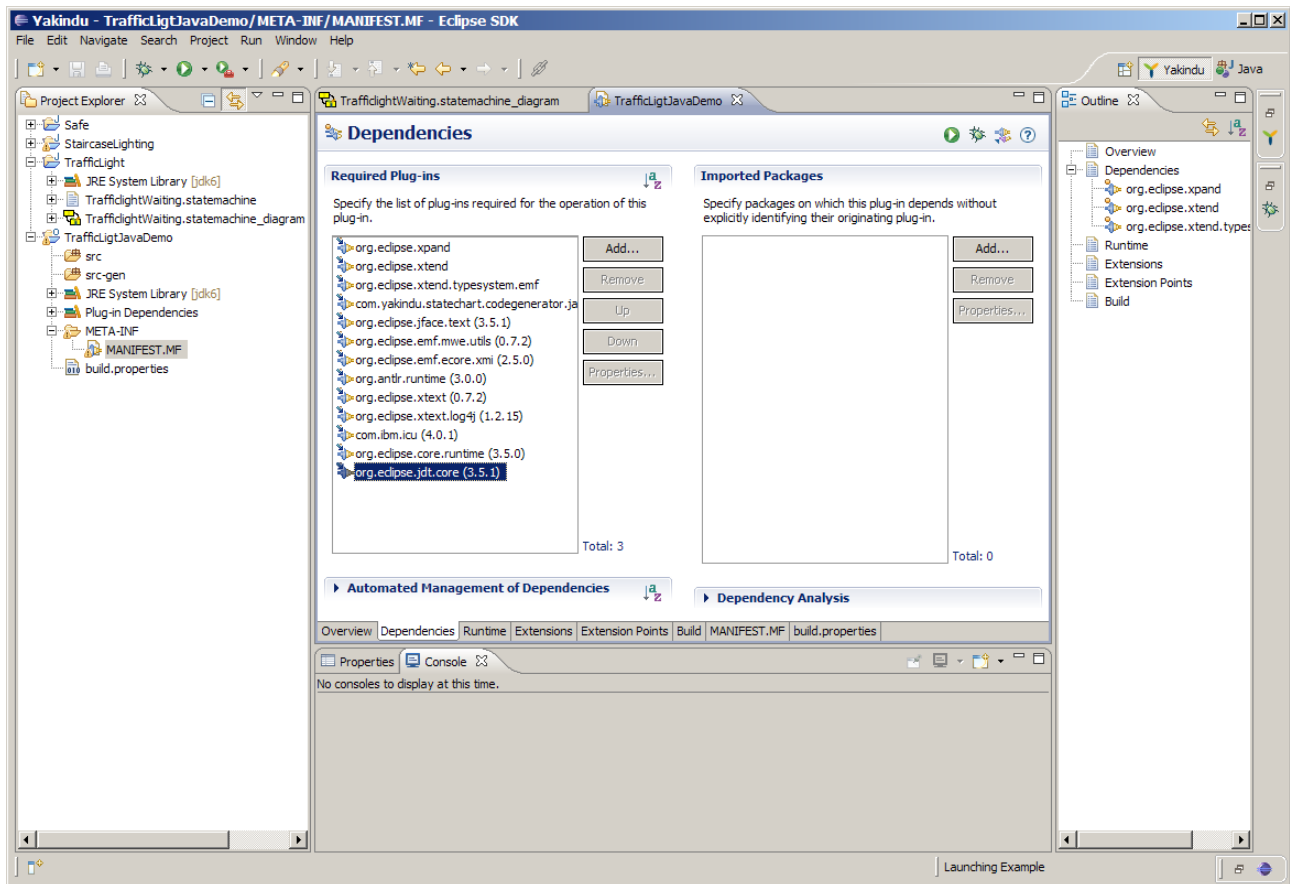 Yakindu - TrafficLigtJavaDemo/META-INF/MANIFEST.MF - Eclipse SDK
File Edit Navigate Search Project Run Window Help
Yakindu Java
Project Explorer
Safe
StaircaseLighting
TrafficLight
JRE System Library [jdk6]
TrafficlightWaiting.statemachine
TrafficlightWaiting.statemachine_diagram
TrafficLigtJavaDemo
src
src-gen
JRE System Library [jdk6]
Plug-in Dependencies
META-INF
MANIFEST.MF
build.properties
TrafficlightWaiting.statemachine_diagram TrafficLigtJavaDemo
Dependencies
Required Plug-ins
Specify the list of plug-ins required for the operation of this
plug-in.
org.eclipse.xpand
org.eclipse.xtend
org.eclipse.xtend.typesystem.emf
com.yakindu.statechart.codegenerator.ja
org.eclipse.jface.text (3.5.1)
org.eclipse.emf.mwe.utils (0.7.2)
org.eclipse.emf.ecore.xmi (2.5.0)
org.antlr.runtime (3.0.0)
org.eclipse.xtext (0.7.2)
org.eclipse.xtext.log4j (1.2.15)
com.ibm.icu (4.0.1)
org.eclipse.core.runtime (3.5.0)
org.eclipse.jdt.core (3.5.1)
Add...
Remove
Up
Down
Properties...
Total: 3
Automated Management of Dependencies
Imported Packages
Specify packages on which this plug-in depends without
explicitly identifying their originating plug-in.
Add...
Remove
Properties...
Total: 0
Dependency Analysis
Overview Dependencies Runtime Extensions Extension Points Build MANIFEST.MF build.properties
Properties Console
No consoles to display at this time.
Outline
Overview
Dependencies
org.eclipse.xpand
org.eclipse.xtend
org.eclipse.xtend.types
Runtime
Extensions
Extension Points
Build
Launching Example